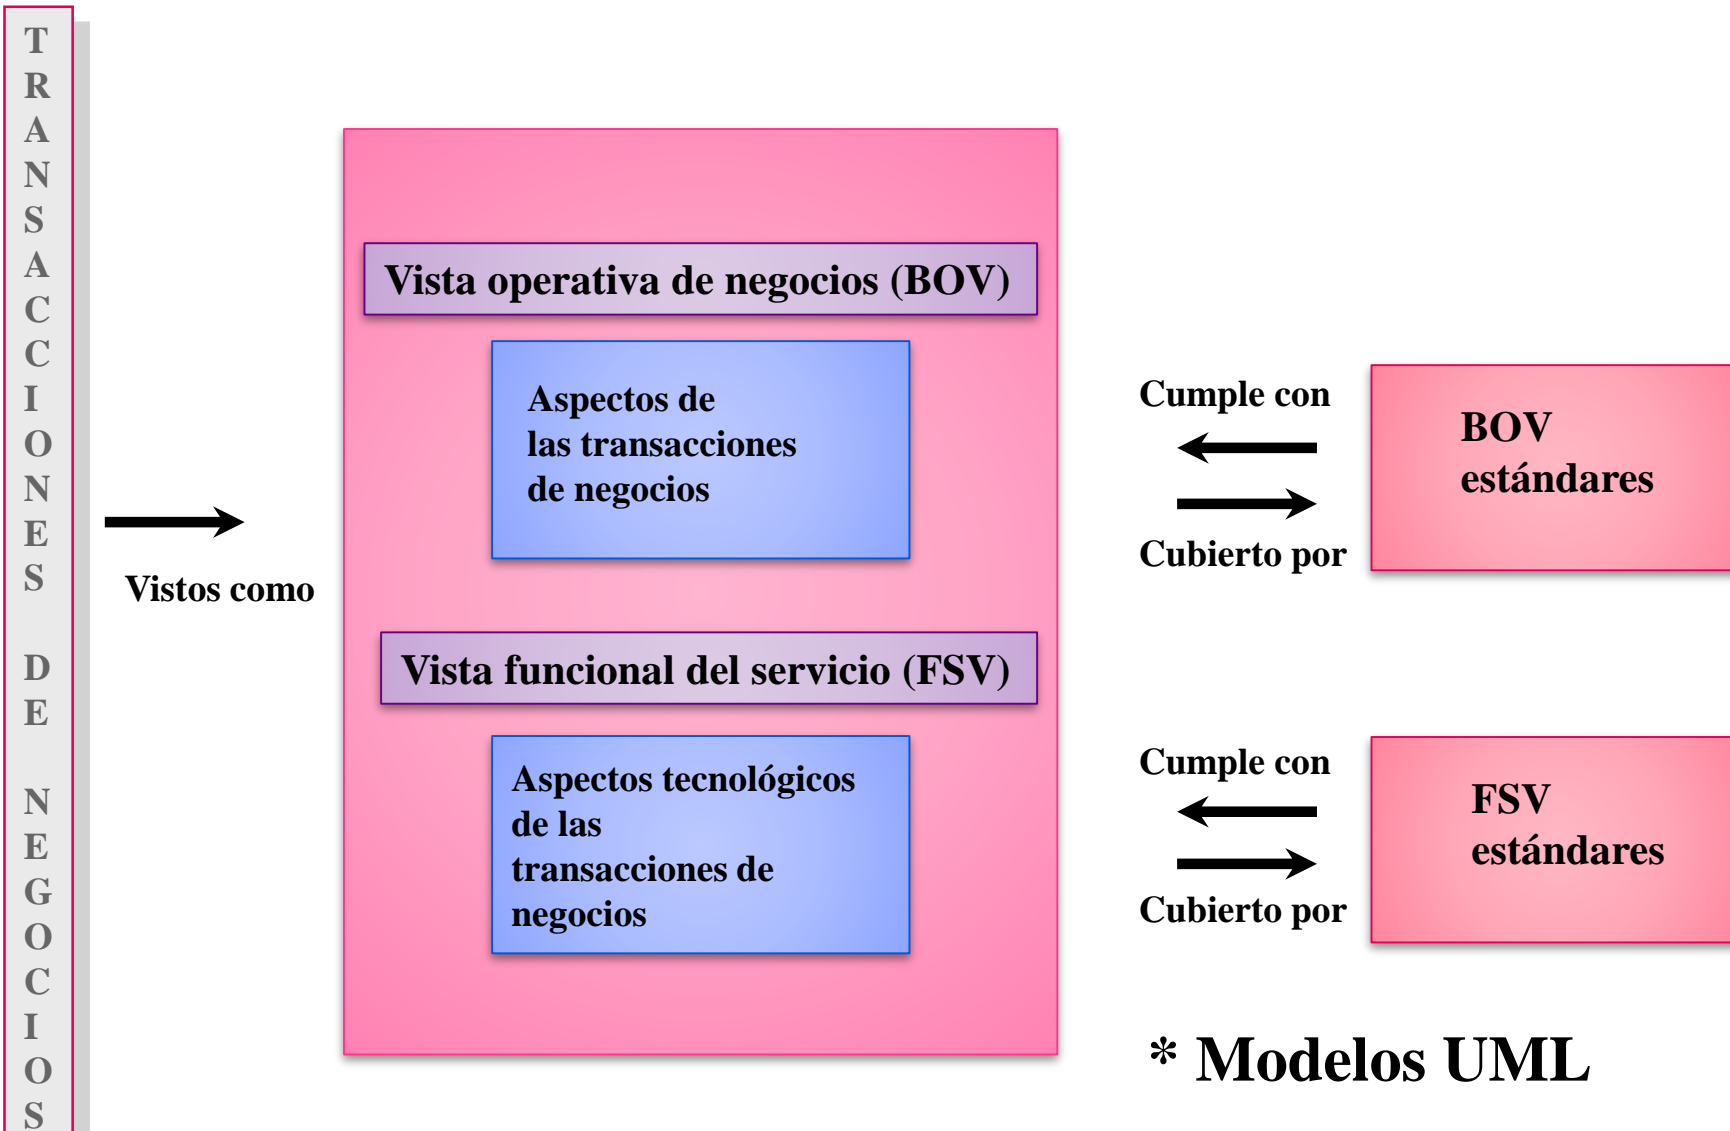 TRANSACCIONES DE NEGOCIOS
Vistos como
Vista operativa de negocios (BOV)
Aspectos de
las transacciones
de negocios
Vista funcional del servicio (FSV)
Aspectos tecnológicos
de las
transacciones de
negocios
Cumple con
Cubierto por
BOV
estándares
Cumple con
Cubierto por
FSV
estándares
* Modelos UML